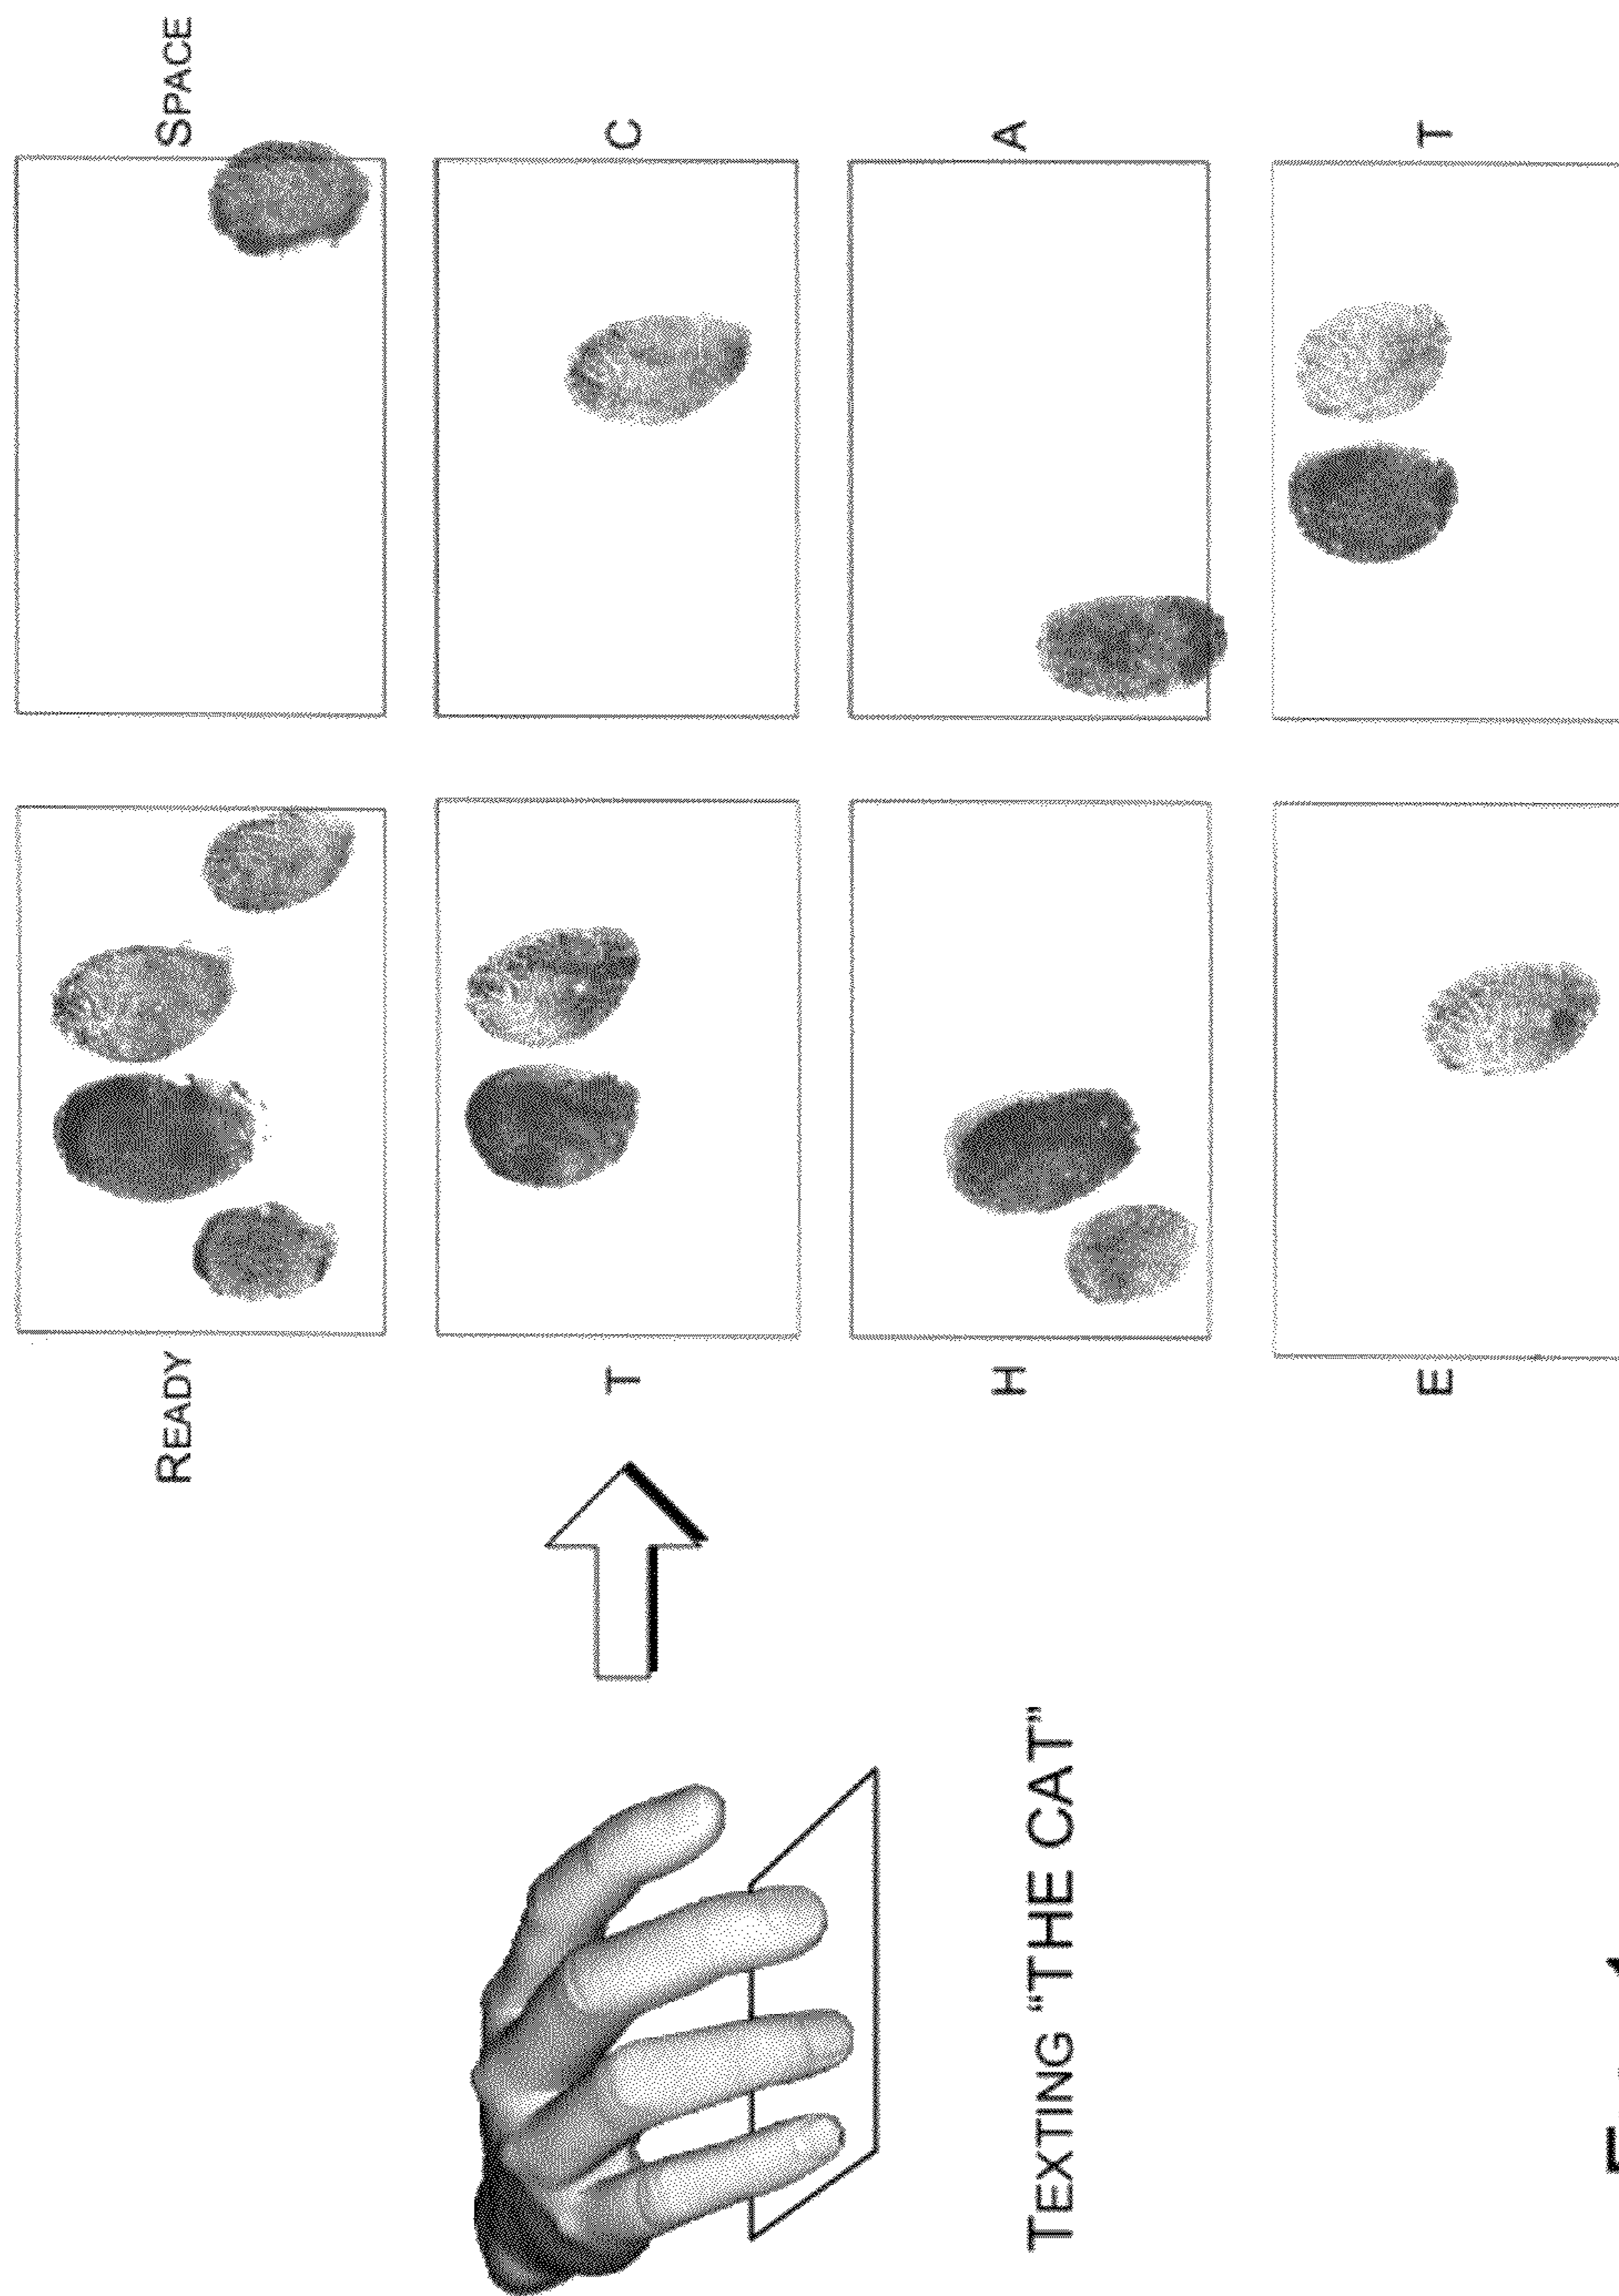 READY
T
H
E
SPACE
C
A
T
TEXTING “THE CAT”